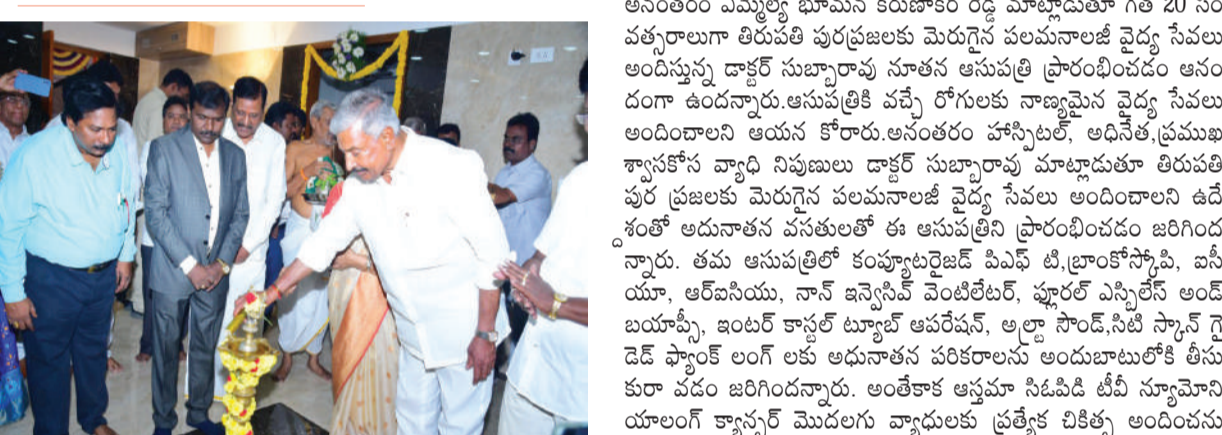 అనంతరం ఎమ్మెల్యే భూమన కరుణాకర రెడ్డి మాట్లాడుతూ గత 20 సం
వత్సరాలుగా తిరుపతి పురప్రజలకు మెరుగైన పలమనాలజీ వైద్య సేవలు
అందిస్తున్న డాక్టర్ సుబ్బారావు నూతన ఆసుపత్రి ప్రారంభించడం ఆనం
దంగా ఉందన్నారు.ఆసుపత్రికి వచ్చే రోగులకు నాణ్యమైన వైద్య సేవలు
అందించాలని ఆయన కోరారు.అనంతరం హాస్పిటల్, అధినేత,ప్రముఖ
శ్వాసకోస వ్యాధి నిపుణులు డాక్టర్ సుబ్బారావు మాట్లాడుతూ తిరుపతి
పుర ప్రజలకు మెరుగైన పలమనాలజీ వైద్య సేవలు అందించాలని ఉదే
్దశంతో అదునాతన వసతులతో ఈ ఆసుపత్రిని ప్రారంభించడం జరిగింద
న్నారు. తమ ఆసుపత్రిలో కంప్యూటరైజడ్ పిఎఫ్ టి,బ్రాంకోస్కోపి, ఐసీ
యూ, ఆర్ఐసియు, నాన్ ఇన్వెసివ్ వెంటిలేటర్, ఫ్లూరల్ ఎస్పిలేస్ అండ్
బయాప్సీ, ఇంటర్ కాస్టల్ ట్యూబ్ ఆపరేషన్, అల్ట్రా సౌండ్,సిటి స్కాన్ గై
డెడ్ ఫ్యాంక్ లంగ్ లకు అధునాతన పరికరాలను అందుబాటులోకి తీసు
కురా వడం జరిగిందన్నారు. అంతేకాక ఆస్తమా సిఓపిడి టీవీ న్యూమోని
యాలంగ్ క్యాన్సర్ మొదలగు వ్యాధులకు ప్రత్యేక చికిత్స అందించను